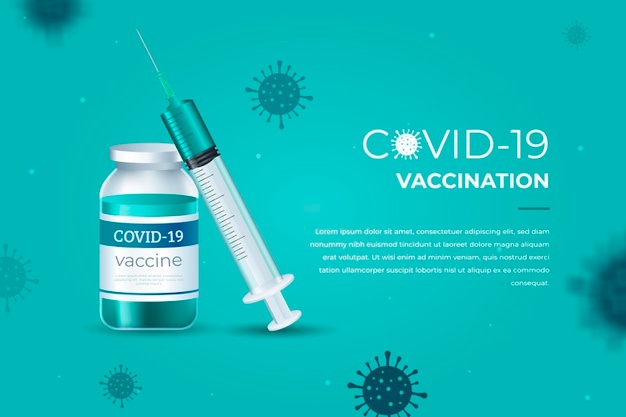 COVID-19
VACCINATION
Lorem ipsum dolor sit amet, consectetuer adipiscing elit, sed diam
nonummy nibh euismod tincidunt ut laoreet dolore magna aliquam
erat volutpat. Ut wisi enim ad minim veniam, quis nostrud exerci tation
ullamcorper suscipit lobortis nisl ut aliquip ex ea commodo
consequat.
COVID-19
vaccine